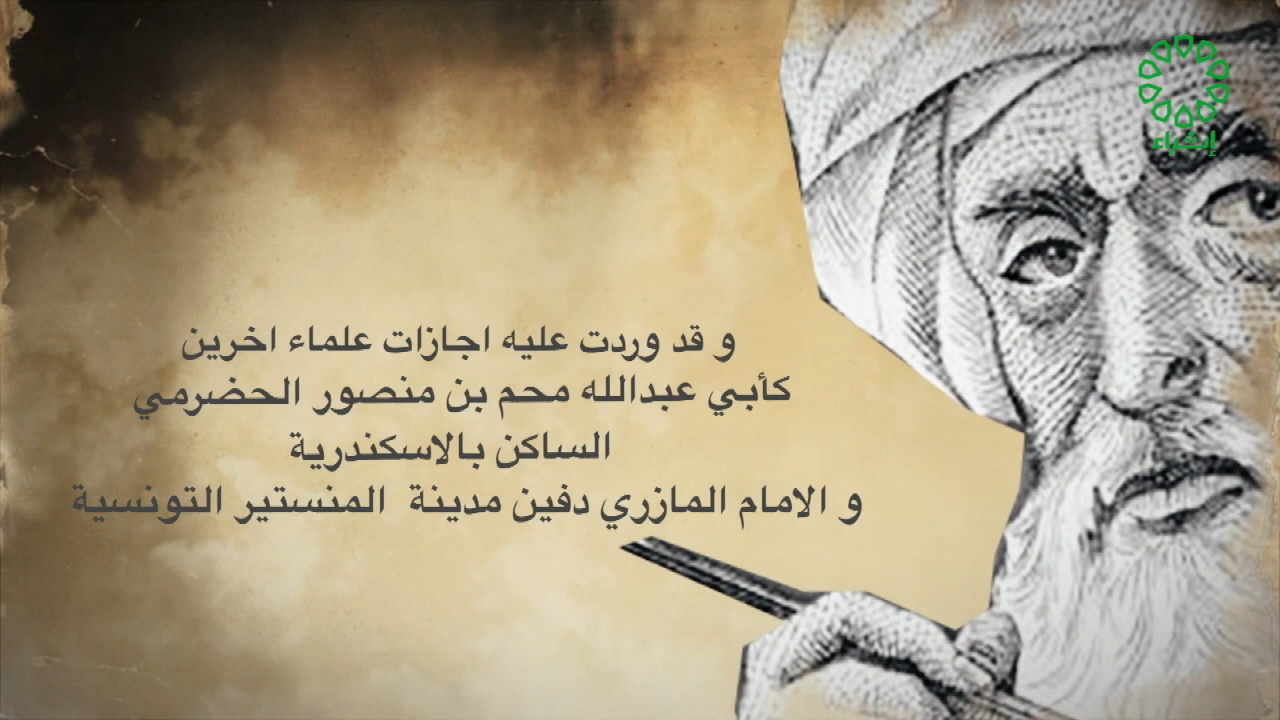 إثراء
و قد وردت عليه اجازات علماء اخرين
كأبي عبدالله محم بن منصور الحضرمي
الساكن بالاسكندرية
و الامام المازري دفين مدينة المنستير التونسية